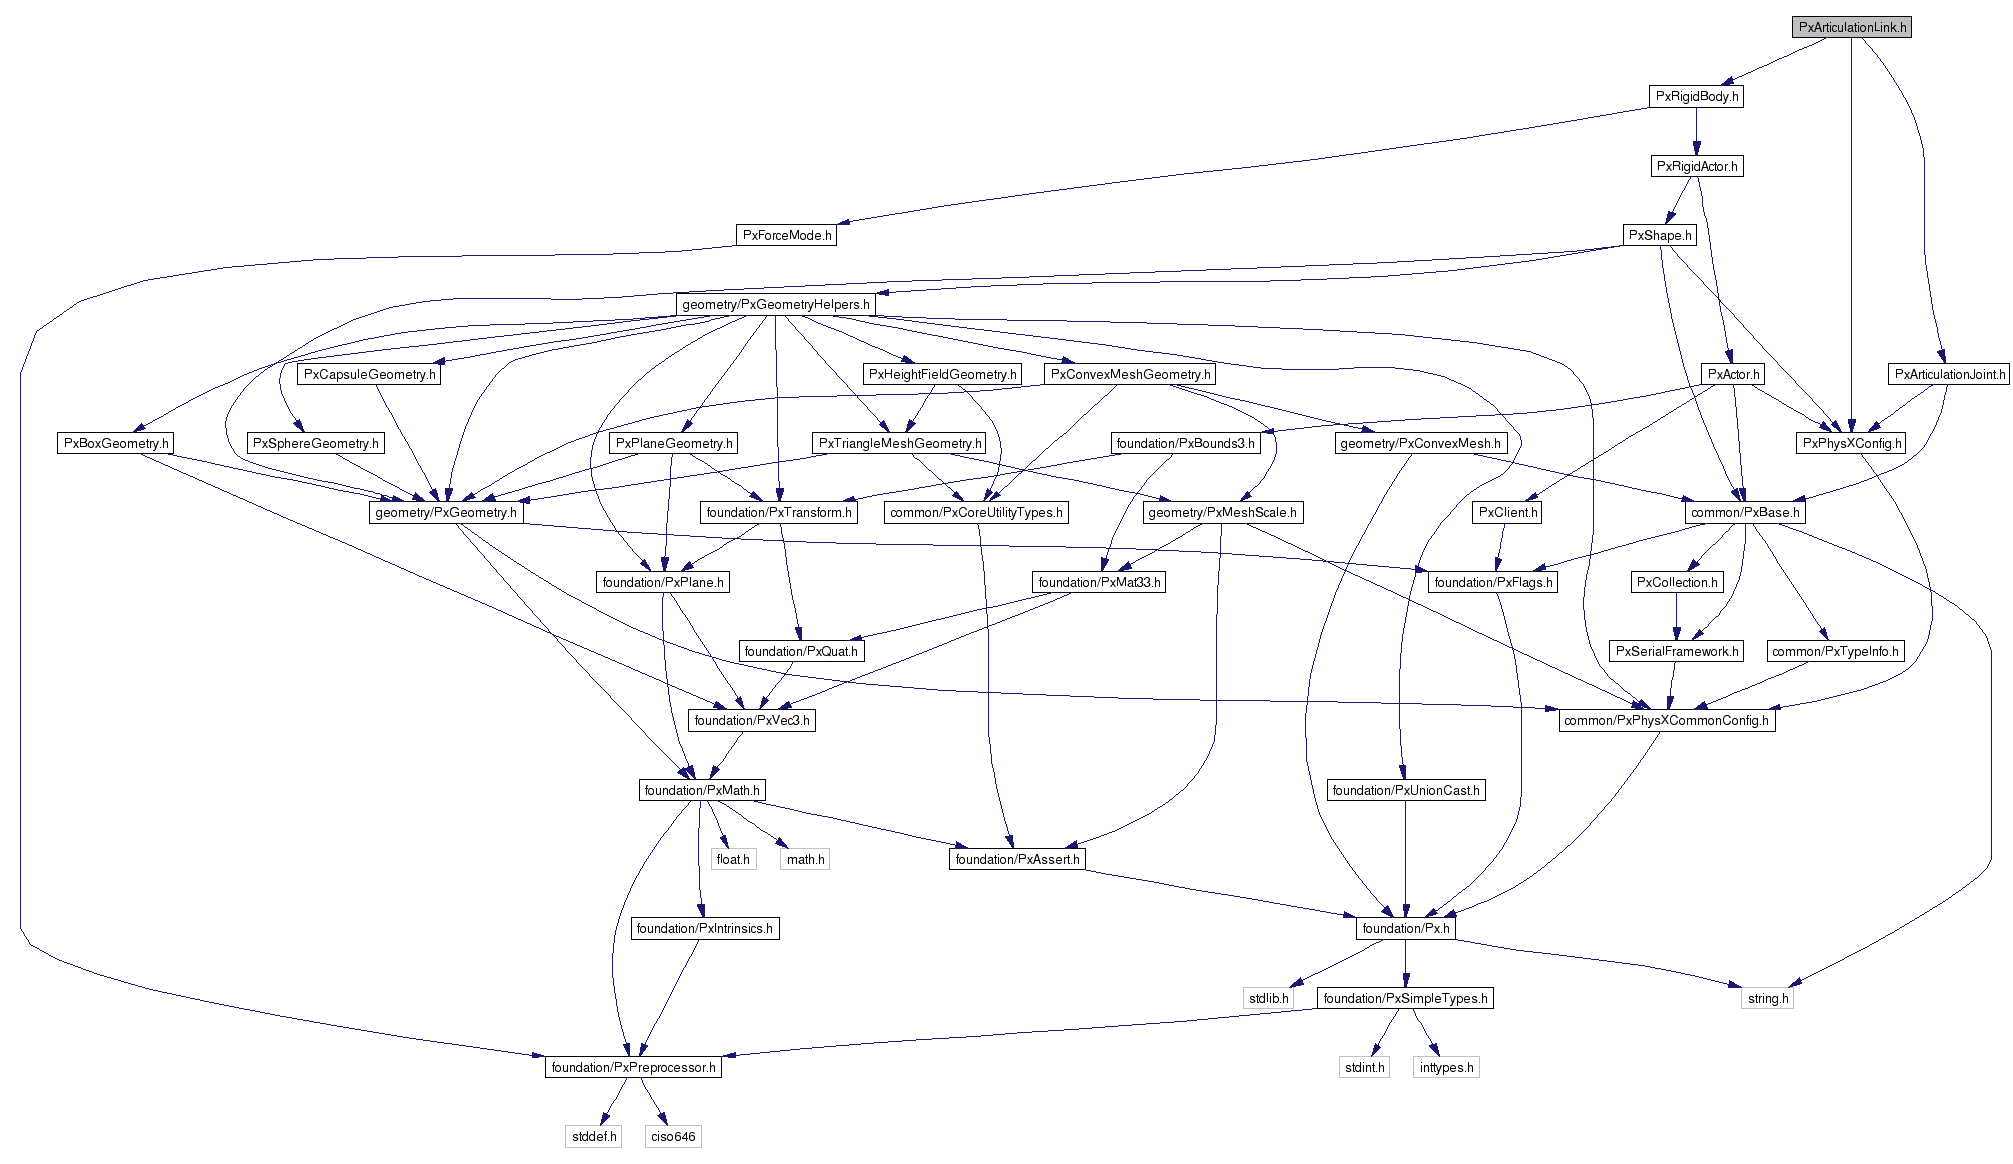 PxArticulationLink.h
PxRigidBody.h
PxRigidActor.h
PxForceMode.h
PxShape.h
geometry/PxGeometryHelpers.h
PxCapsuleGeometry.h
PxHeightFieldGeometry.h
PxConvexMeshGeometry.h
PxActor.h
PxArticulationJoint.h
PxBoxGeometry.h
PxSphereGeometry.h
PxPlaneGeometry.h
PxTriangleMeshGeometry.h
foundation/PxBounds3.h
geometry/PxConvexMesh.h
PxPhysXConfig.h
geometry/PxGeometry.h
foundation/PxTransform.h
common/PxCoreUtilityTypes.h
geometry/PxMeshScale.h
PxClient.h
common/PxBase.h
foundation/PxPlane.h
foundation/PxMat33.h
foundation/PxFlags.h
PxCollection.h
foundation/PxQuat.h
PxSerialFramework.h
common/PxTypeInfo.h
foundation/PxVec3.h
common/PxPhysXCommonConfig.h
foundation/PxMath.h
foundation/PxUnionCast.h
float.h
math.h
foundation/PxAssert.h
foundation/PxIntrinsics.h
foundation/Px.h
stdlib.h
foundation/PxSimpleTypes.h
string.h
foundation/PxPreprocessor.h
stdint.h
inttypes.h
stddef.h
ciso646